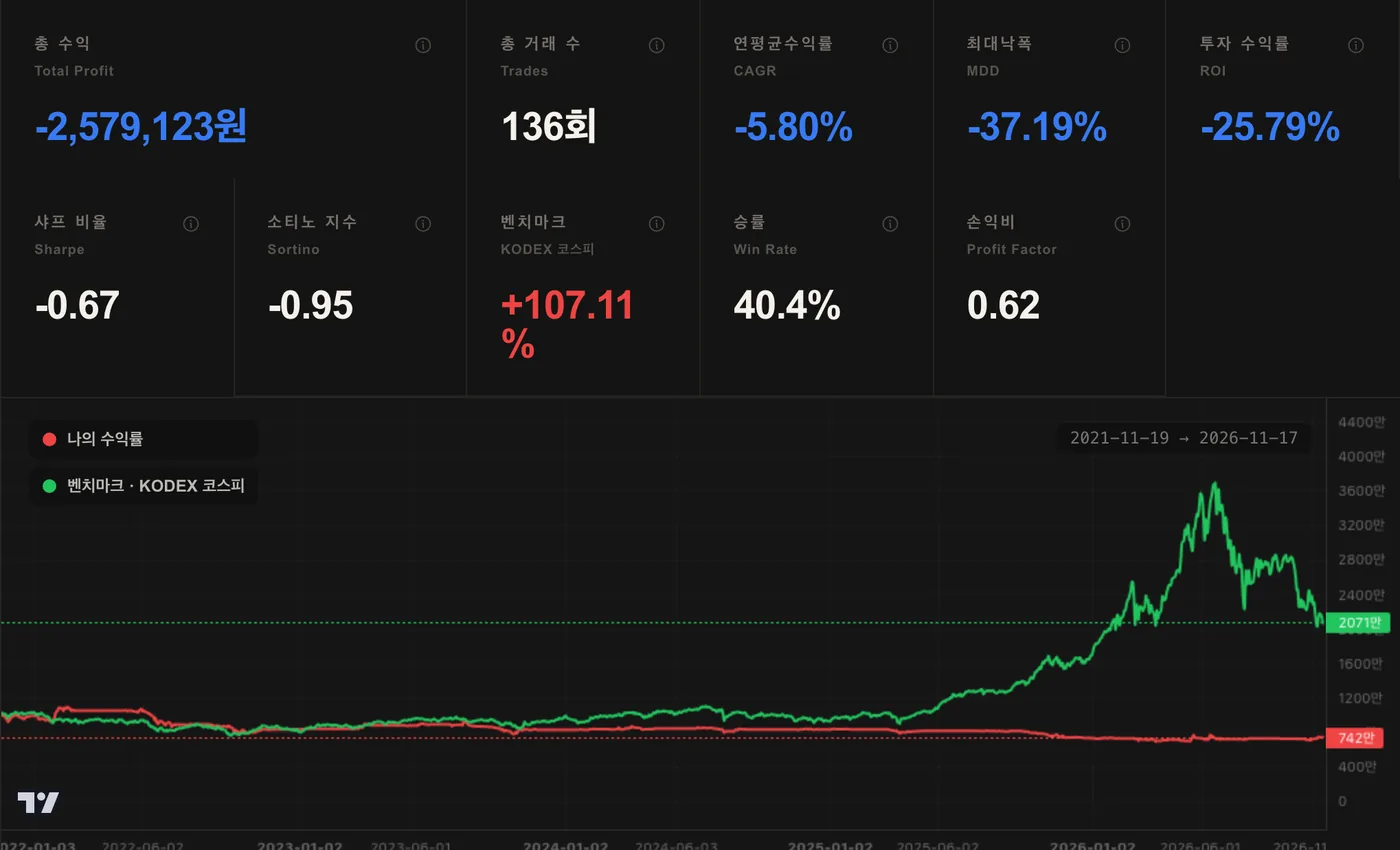 총 수익
Total Profit
-2,579,123원
총 거래 수
Trades
136회
연평균수익률
CAGR
-5.80%
최대낙폭
MDD
-37.19%
투자 수익률
ROI
-25.79%
샤프 비율
Sharpe
-0.67
소티노 지수
Sortino
-0.95
벤치마크
KODEX 코스피
+107.11
%
승률
Win Rate
40.4%
손익비
Profit Factor
0.62
나의 수익률
벤치마크 · KODEX 코스피
2021-11-19 → 2026-11-17
4400만
4000만
3600만
3200만
2800만
2400만
2071만
1600만
1200만
742만
400만
0
022-01-03 2022-06-02 2023-01-02 2023-06-01 2024-01-02 2024-06-03 2025-01-02 2025-06-02 2026-01-02 2026-06-01 2026-11